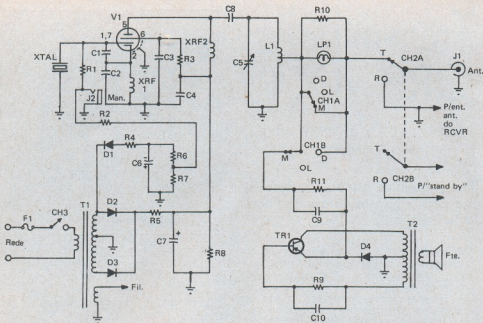 V1
5
6
1,7
2
XTAL
R1
C1
C2
J2
Man.
XRF
1
C3
R3
C4
XRF2
C8
C5
L1
R10
LP1
D
OL
CH1A
M
T
CH2A
R
J1
Ant.
P/ent.
ant.
do
RCVR
R2
D1
R4
C6
+
R6
R7
M
CH1B
D
OL
T
R
CH2B
P/"stand by"
F1
CH3
Rede
T1
D2
D3
R5
C7
+
R8
Fil.
R11
C9
TR1
D4
T2
Fte.
R9
C10